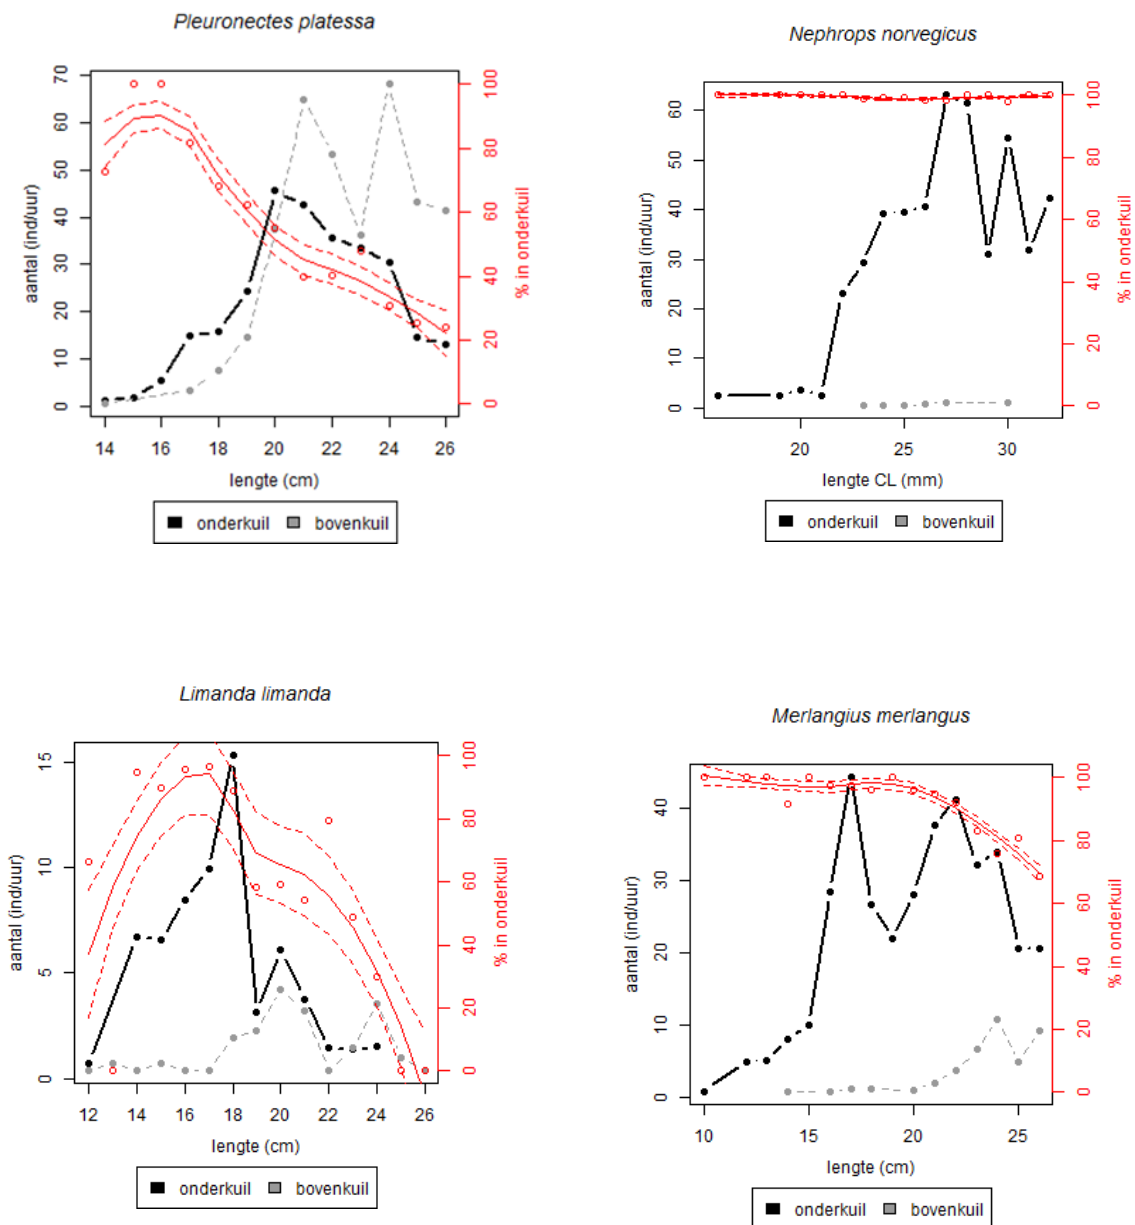 Pleuronectes platessa
70
60
50
40
30
20
10
0
aantal (ind/uur)
100
80
60
40
20
0
% in onderkuil
14 16 18 20 22 24 26
lengte (cm)
onderkuil bovenkuil
Nephrops norvegicus
60
50
40
30
20
10
0
aantal (ind/uur)
100
80
60
40
20
0
% in onderkuil
20 25 30
lengte CL (mm)
onderkuil bovenkuil
Limanda limanda
15
10
5
0
aantal (ind/uur)
100
80
60
40
20
0
% in onderkuil
12 14 16 18 20 22 24 26
lengte (cm)
onderkuil bovenkuil
Merlangius merlangus
40
30
20
10
0
aantal (ind/uur)
100
80
60
40
20
0
% in onderkuil
10 15 20 25
lengte (cm)
onderkuil bovenkuil